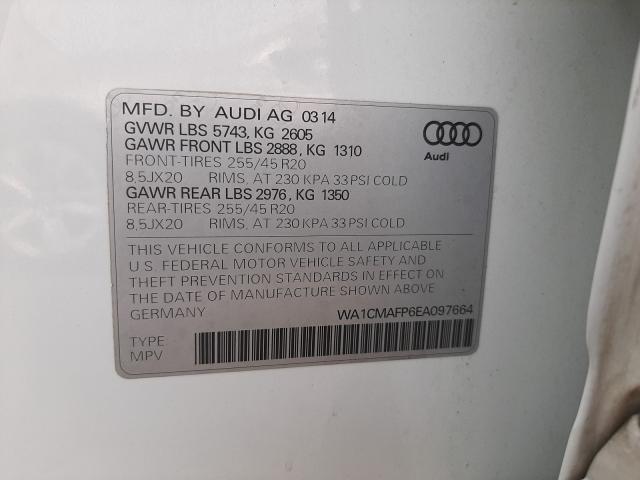 MFD. BY AUDI AG 03 14
GVWR LBS 5743, KG 2605
GAWR FRONT LBS 2888, KG 1310
FRONT-TIRES 255/45 R20
8,5JX20 RIMS, AT 230 KPA 33 PSI COLD
GAWR REAR LBS 2976, KG 1350
REAR-TIRES 255/45 R20
8,5JX20 RIMS, AT 230 KPA 33 PSI COLD
Audi
THIS VEHICLE CONFORMS TO ALL APPLICABLE
U.S. FEDERAL MOTOR VEHICLE SAFETY AND
THEFT PREVENTION STANDARDS IN EFFECT ON
THE DATE OF MANUFACTURE SHOWN ABOVE
GERMANY WA1CMAFP6EA097664
TYPE
MPV